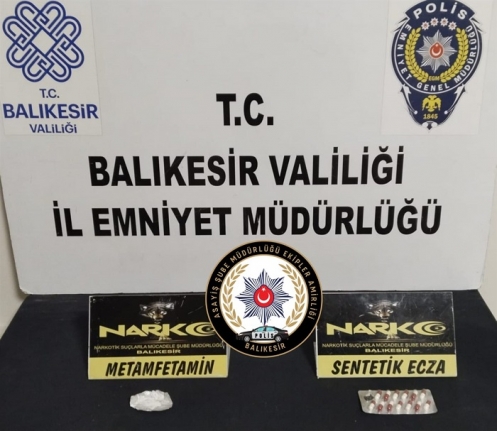 T.C.
BALIKESİR
VALİLİĞİ
POLİS
EMNİYET GENEL MÜDÜRLÜĞÜ
EGM
1845
T.C.
BALIKESİR VALİLİĞİ
İL EMNİYET MÜDÜRLÜĞÜ
ASAYİŞ ŞUBE MÜDÜRLÜĞÜ EKİPLER AMİRLİĞİ
POLİS
BALIKESİR
NARKO
NARKOTİK SUÇLARLA MÜCADELE ŞUBE MÜDÜRLÜĞÜ
BALIKESİR
METAMFETAMİN
NARKO
NARKOTİK SUÇLARLA MÜCADELE ŞUBE MÜDÜRLÜĞÜ
BALIKESİR
SENTETİK ECZA